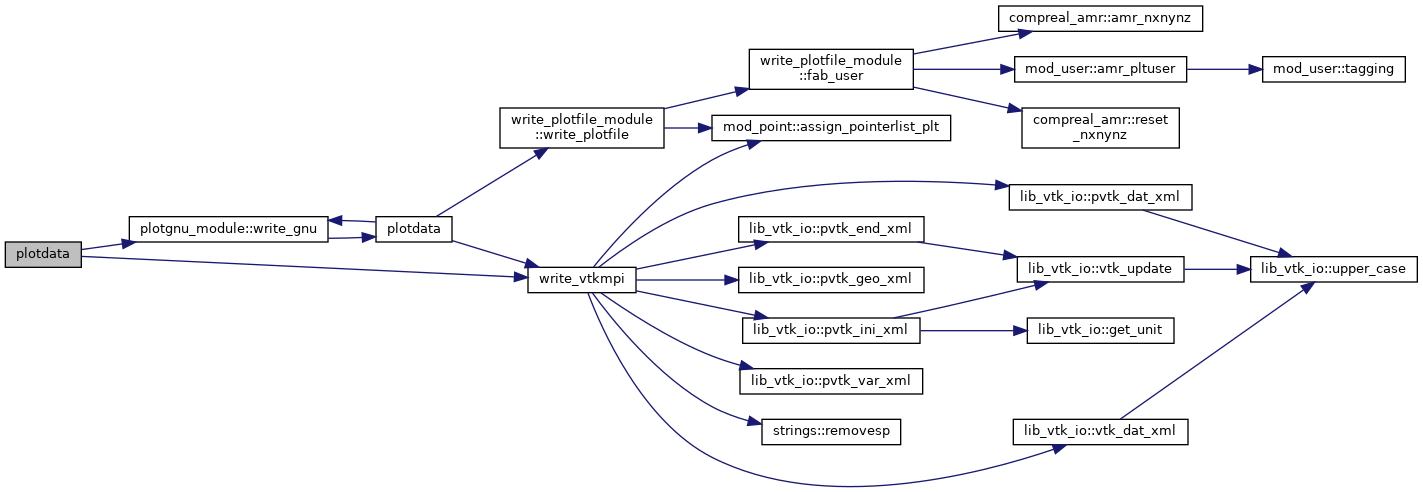 compreal_amr::amr_nxnynz
write_plotfile_module
::fab_user
mod_user::amr_pltuser
mod_user::tagging
write_plotfile_module
::write_plotfile
mod_point::assign_pointerlist_plt
compreal_amr::reset
_nxnynz
lib_vtk_io::pvtk_dat_xml
plotgnu_module::write_gnu
plotdata
lib_vtk_io::pvtk_end_xml
plotdata
write_vtkmpi
lib_vtk_io::pvtk_geo_xml
lib_vtk_io::vtk_update
lib_vtk_io::upper_case
lib_vtk_io::pvtk_ini_xml
lib_vtk_io::get_unit
lib_vtk_io::pvtk_var_xml
strings::removesp
lib_vtk_io::vtk_dat_xml